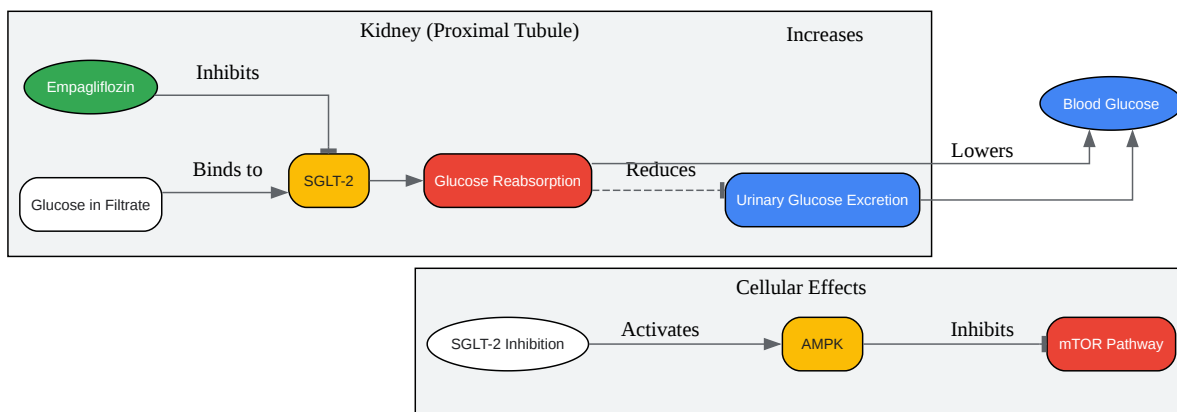 Kidney (Proximal Tubule)
Increases
Inhibits
Empagliflozin
Blood Glucose
Binds to
SGLT-2
Glucose Reabsorption
Reduces
Lowers
Glucose in Filtrate
Urinary Glucose Excretion
Cellular Effects
SGLT-2 Inhibition
Activates
AMPK
Inhibits
mTOR Pathway